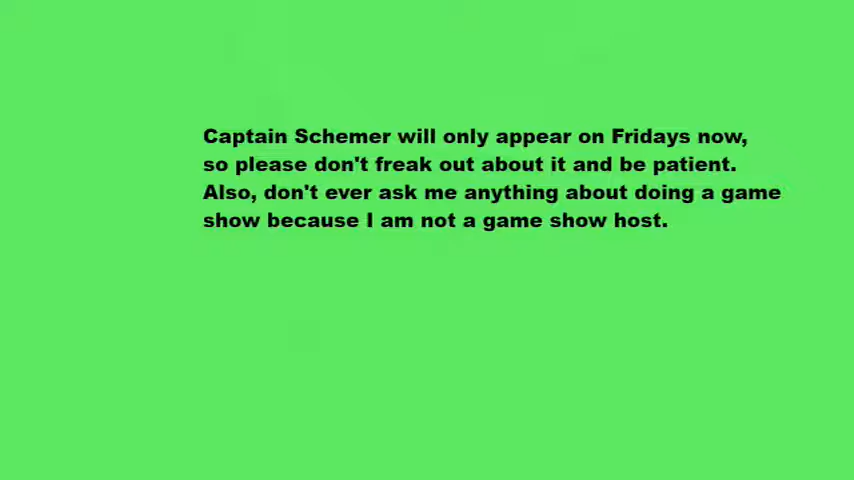 Captain Schemer will only appear on Fridays now,
so please don't freak out about it and be patient.
Also, don't ever ask me anything about doing a game
show because I am not a game show host.